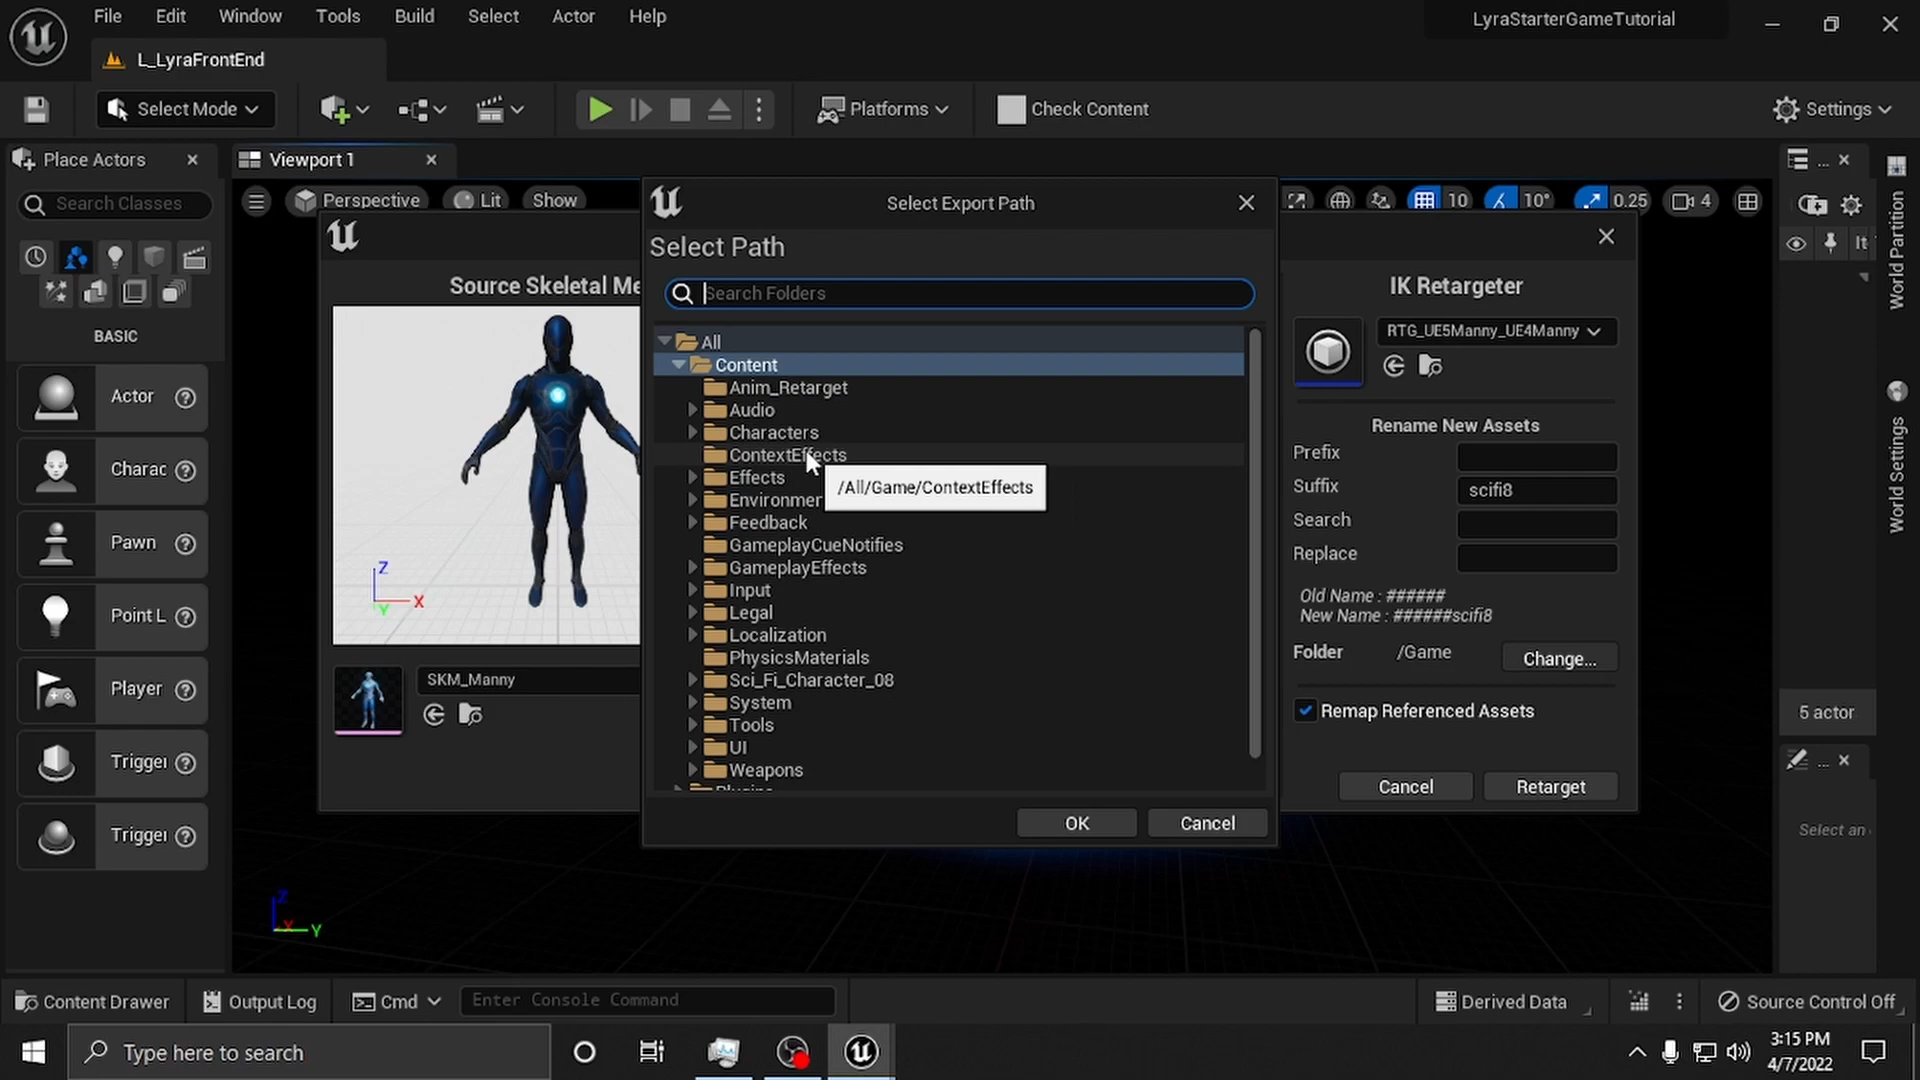 File Edit Window Tools Build Select Actor Help
LyraStarterGameTutorial
L_LyraFrontEnd
Select Mode
Platforms
Check Content
Settings
Place Actors
Viewport 1
...
Search Classes
Perspective
Lit
Show
10
10°
0.25
4
BASIC
Actor
Charac
Pawn
Point L
Player
Trigger
Trigger
Source Skeletal Me
SKM_Manny
Z
X
Y
Select Export Path
Select Path
Search Folders
All
Content
Anim_Retarget
Audio
Characters
ContextEffects
/All/Game/ContextEffects
Effects
Environmen
Feedback
GameplayCueNotifies
GameplayEffects
Input
Legal
Localization
PhysicsMaterials
Sci_Fi_Character_08
System
Tools
UI
Weapons
OK
Cancel
IK Retargeter
RTG_UE5Manny_UE4Manny
Rename New Assets
Prefix
Suffix scifi8
Search
Replace
Old Name : ######
New Name : ######scifi8
Folder /Game Change...
Remap Referenced Assets
Cancel
Retarget
It
World Partition
World Settings
5 actor
...
Select an
Z
X
Y
Content Drawer
Output Log
Cmd
Enter Console Command
Derived Data
Source Control Off
Type here to search
3:15 PM
4/7/2022